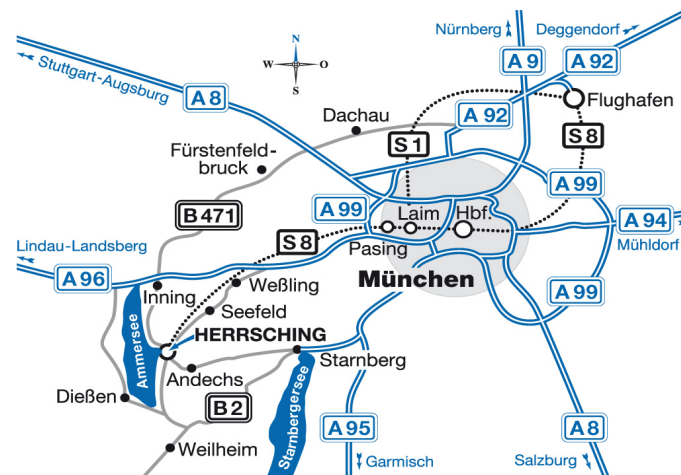 Nürnberg
Deggendorf
N
W
O
S
Stuttgart-Augsburg
A 8
A 9
A 92
Flughafen
Dachau
A 92
S 1
S 8
Fürstenfeld-
bruck
A 99
A 99
B 471
Laim
Hbf.
A 94
S 8
Pasing
Mühldorf
Lindau-Landsberg
A 96
Weßling
München
Inning
A 99
Seefeld
HERRSCHING
Ammersee
Starnberg
Andechs
Dießen
B 2
Starnbergersee
A 95
A 8
Weilheim
Garmisch
Salzburg